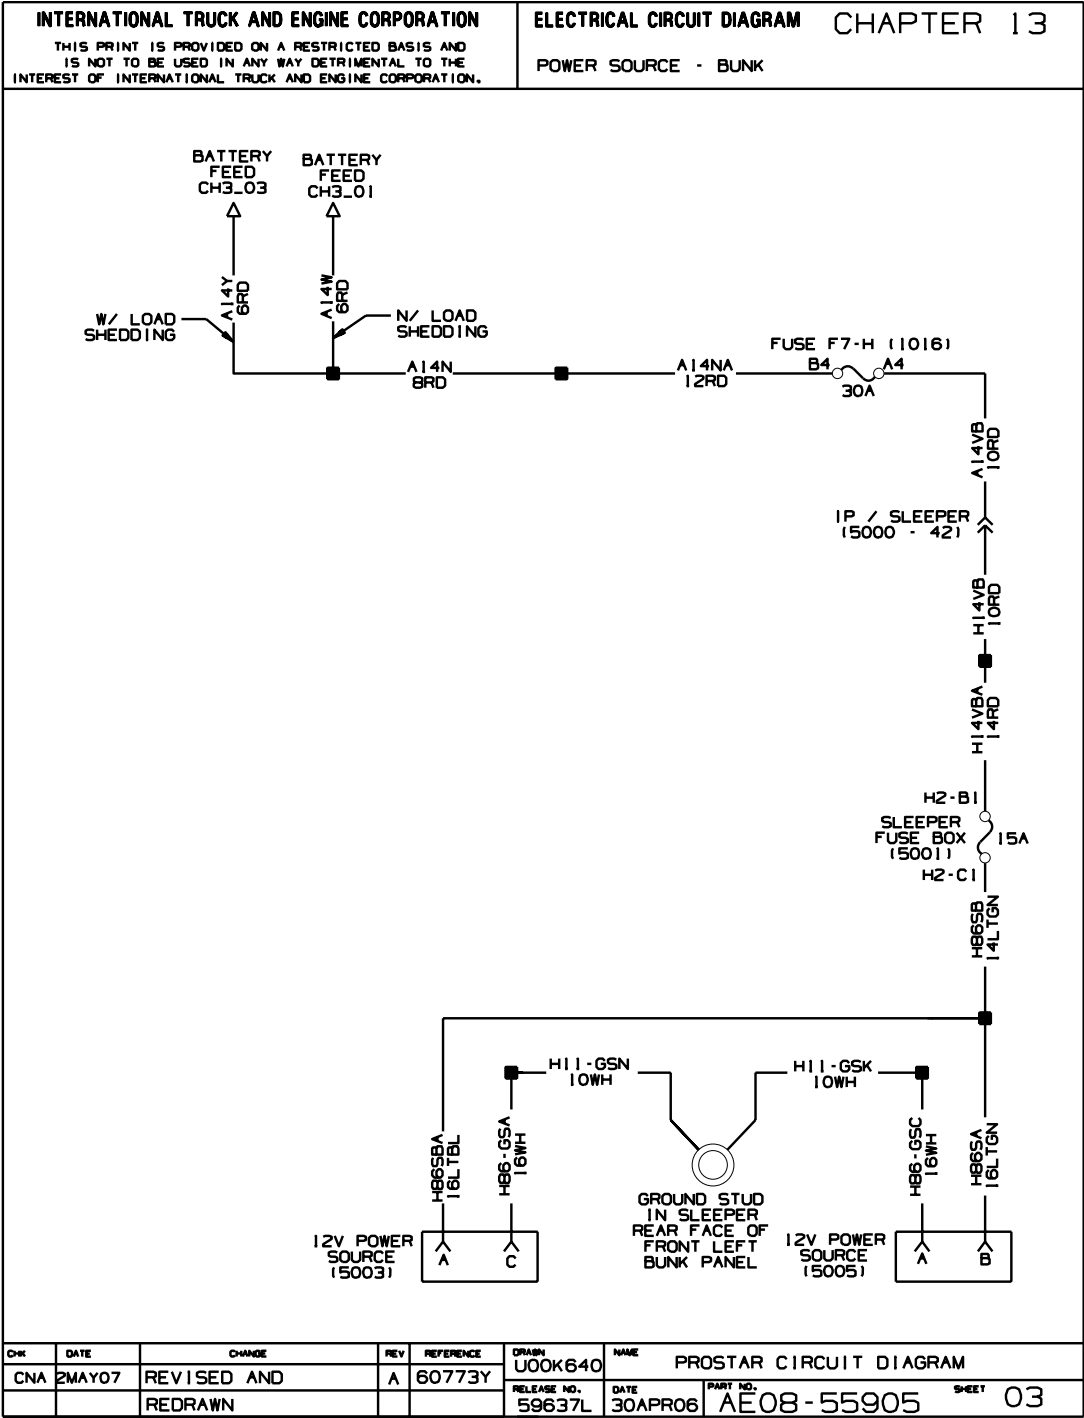 INTERNATIONAL TRUCK AND ENGINE CORPORATION
THIS PRINT IS PROVIDED ON A RESTRICTED BASIS AND
IS NOT TO BE USED IN ANY WAY DETRIMENTAL TO THE
INTEREST OF INTERNATIONAL TRUCK AND ENGINE CORPORATION.
ELECTRICAL CIRCUIT DIAGRAM
CHAPTER 13
POWER SOURCE - BUNK
BATTERY
FEED
CH3_03
BATTERY
FEED
CH3_01
A14Y
6RD
A14W
6RD
W/ LOAD
SHEDDING
N/ LOAD
SHEDDING
A14N
8RD
A14NA
12RD
FUSE F7-H (1016)
B4
A4
30A
A14VB
10RD
IP / SLEEPER
(5000 - 42)
H14VB
10RD
H14VBA
14RD
H2-B1
SLEEPER
FUSE BOX
(5001)
15A
H2-C1
H86SB
14LTGN
H11-GSN
10WH
H11-GSK
10WH
H86SBA
16LTBL
H86-GSA
16WH
H86-GSC
16WH
H86SA
16LTGN
GROUND STUD
IN SLEEPER
REAR FACE OF
FRONT LEFT
BUNK PANEL
12V POWER
SOURCE
(5003)
A
C
12V POWER
SOURCE
(5005)
A
B
CHK
DATE
CHANGE
REV
REFERENCE
CNA
2MAY07
REVISED AND
A
60773Y
REDRAWN
DRAWN
U00K640
NAME
PROSTAR CIRCUIT DIAGRAM
RELEASE NO.
59637L
DATE
30APR06
PART NO.
AE08-55905
SHEET
03